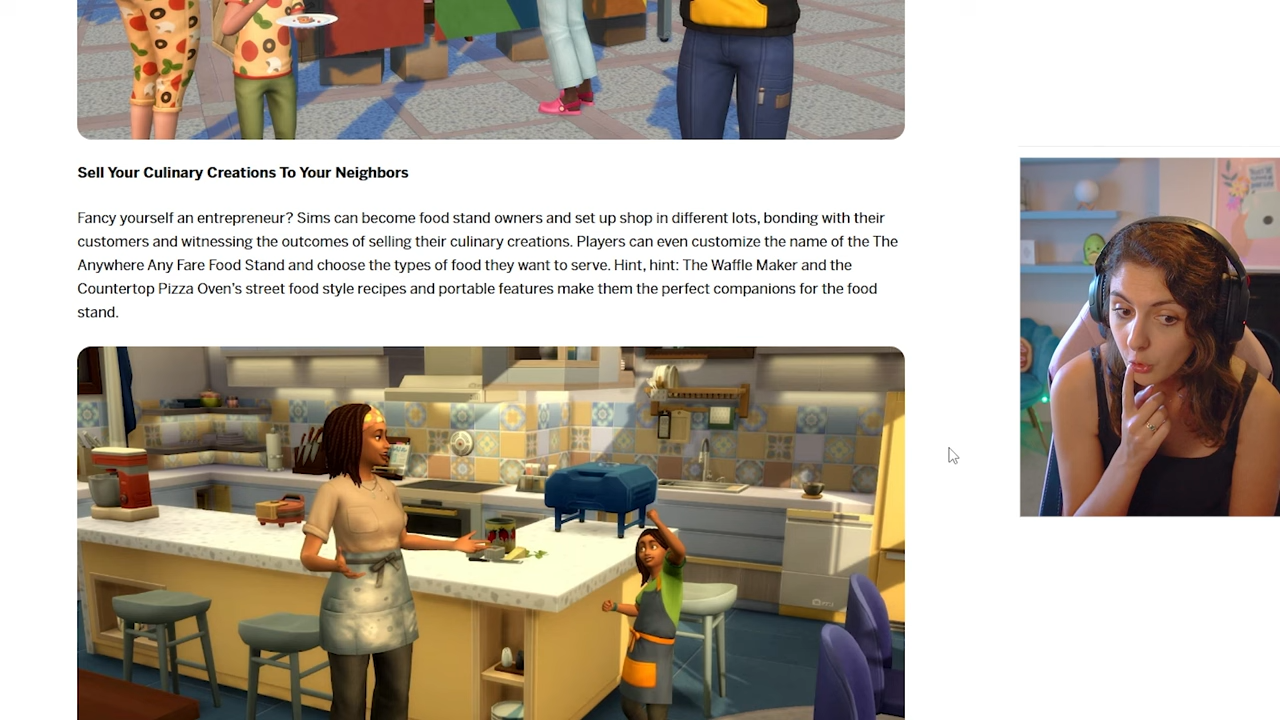 Sell Your Culinary Creations To Your Neighbors
Fancy yourself an entrepreneur? Sims can become food stand owners and set up shop in different lots, bonding with their
customers and witnessing the outcomes of selling their culinary creations. Players can even customize the name of the The
Anywhere Any Fare Food Stand and choose the types of food they want to serve. Hint, hint: The Waffle Maker and the
Countertop Pizza Oven's street food style recipes and portable features make them the perfect companions for the food
stand.